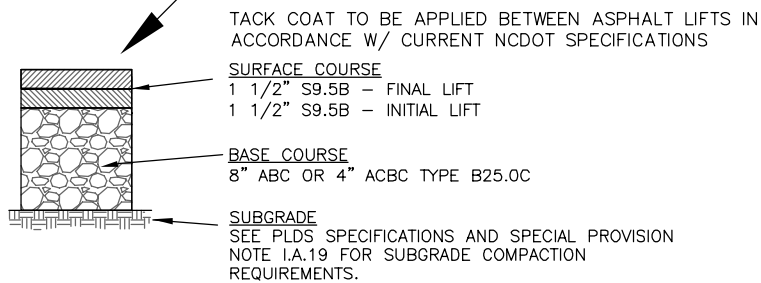 TACK COAT TO BE APPLIED BETWEEN ASPHALT LIFTS IN
ACCORDANCE W/ CURRENT NCDOT SPECIFICATIONS
SURFACE COURSE
1 1/2" S9.5B – FINAL LIFT
1 1/2" S9.5B – INITIAL LIFT
BASE COURSE
8" ABC OR 4" ACBC TYPE B25.0C
SUBGRADE
SEE PLDS SPECIFICATIONS AND SPECIAL PROVISION
NOTE I.A.19 FOR SUBGRADE COMPACTION
REQUIREMENTS.